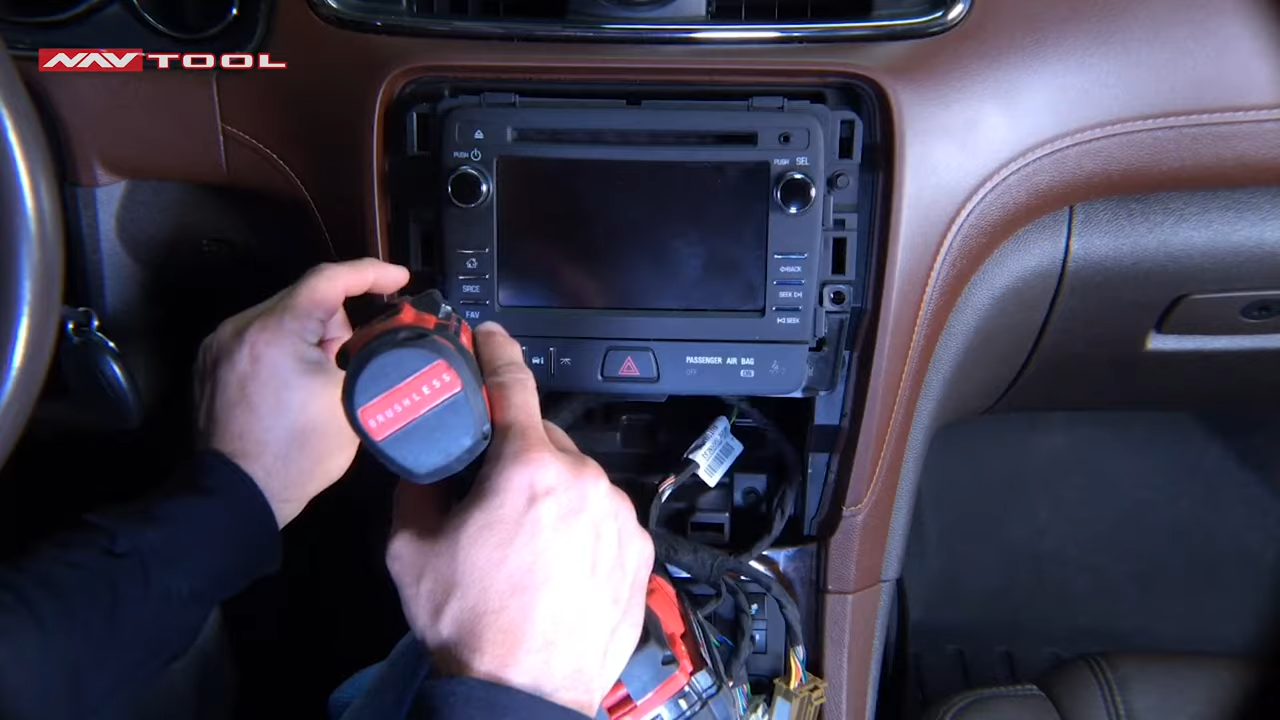 NAVTOOL
PUSH
PUSH SEL
BACK
SRCE
SEEK
FAV
SEEK
PASSENGER AIR BAG
OFF
ON
BRUSHLESS